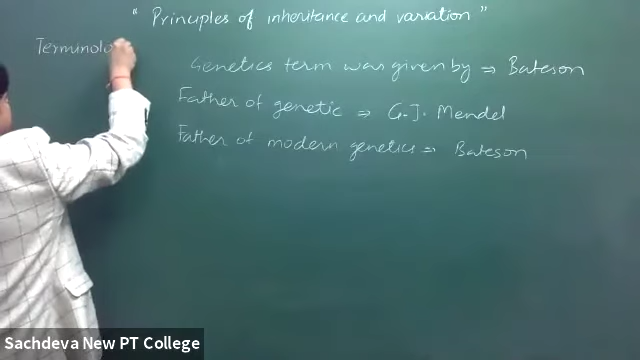 “ Principles of inheritance and variation ”
Terminolo
Genetics term was given by ⇒ Bateson
Father of genetic ⇒ G.J. Mendel
Father of modern genetics ⇒ Bateson
Sachdeva New PT College